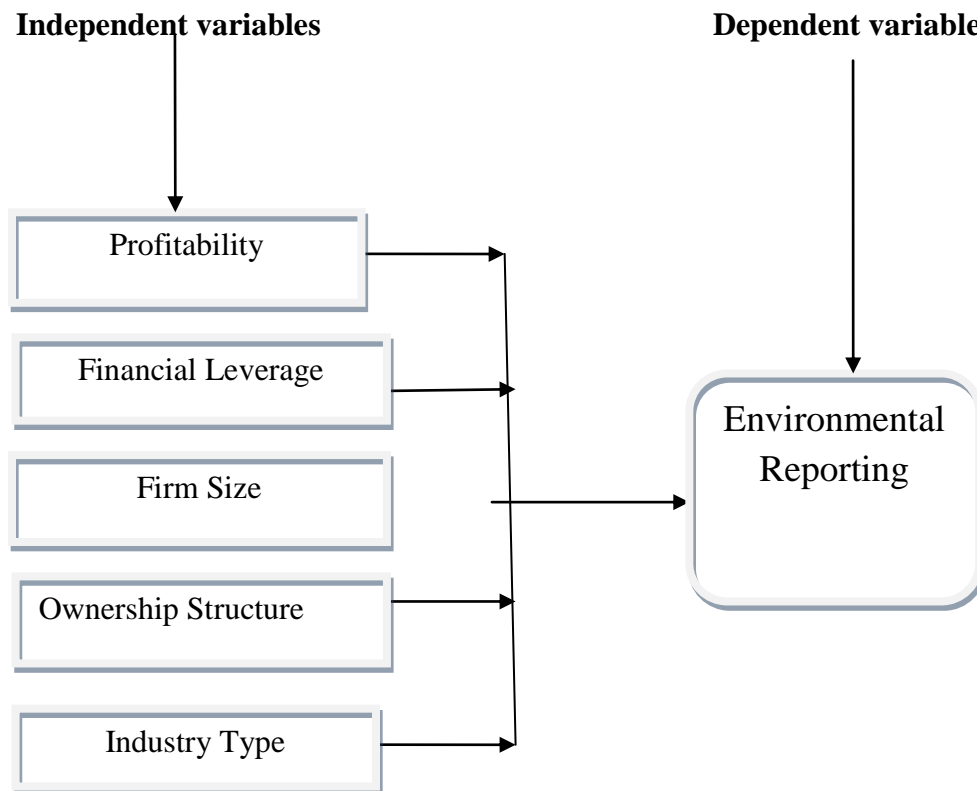 Independent variables
Dependent variable
Profitability
Financial Leverage
Firm Size
Ownership Structure
Industry Type
Environmental
Reporting